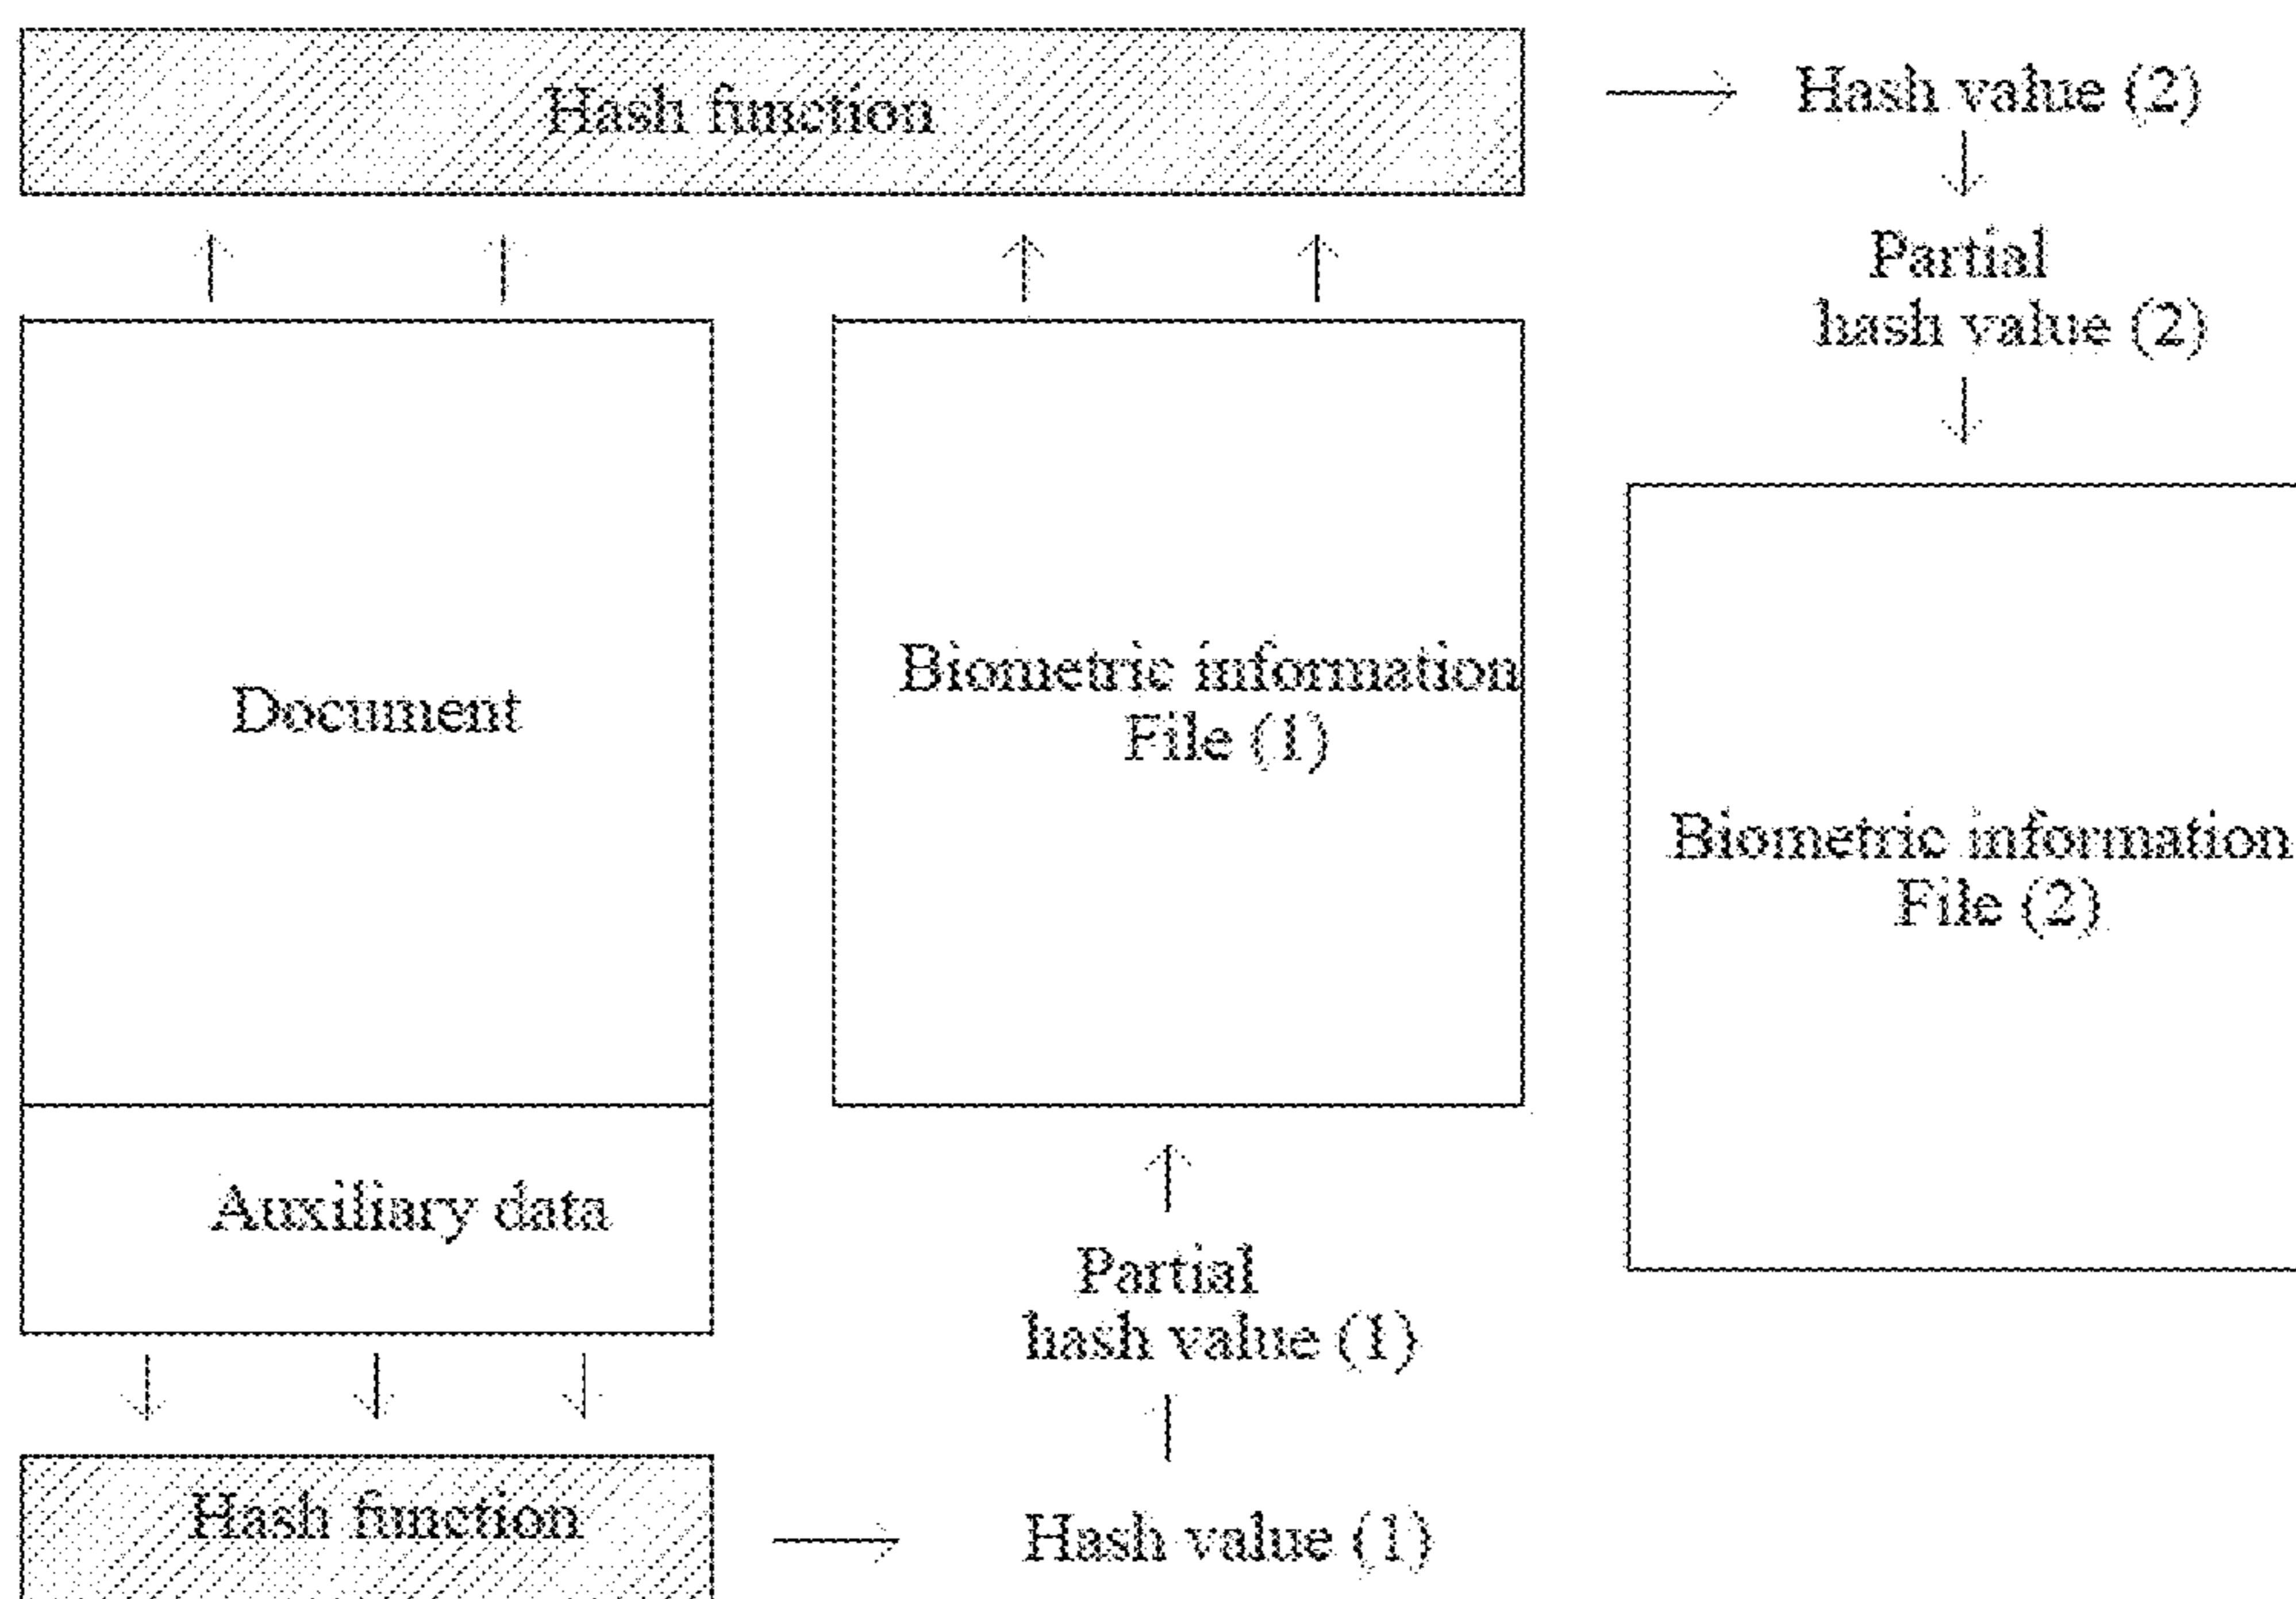 Hash function
Hash value (2)
Partial
hash value (2)
Document
Biometric information
File (1)
Biometric information
File (2)
Auxiliary data
Partial
hash value (1)
Hash function
Hash value (1)